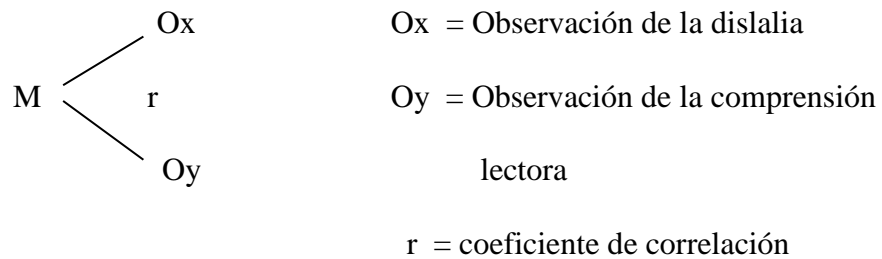 Ox Ox = Observación de la dislalia
M r Oy = Observación de la comprensión
Oy lectora
r = coeficiente de correlación